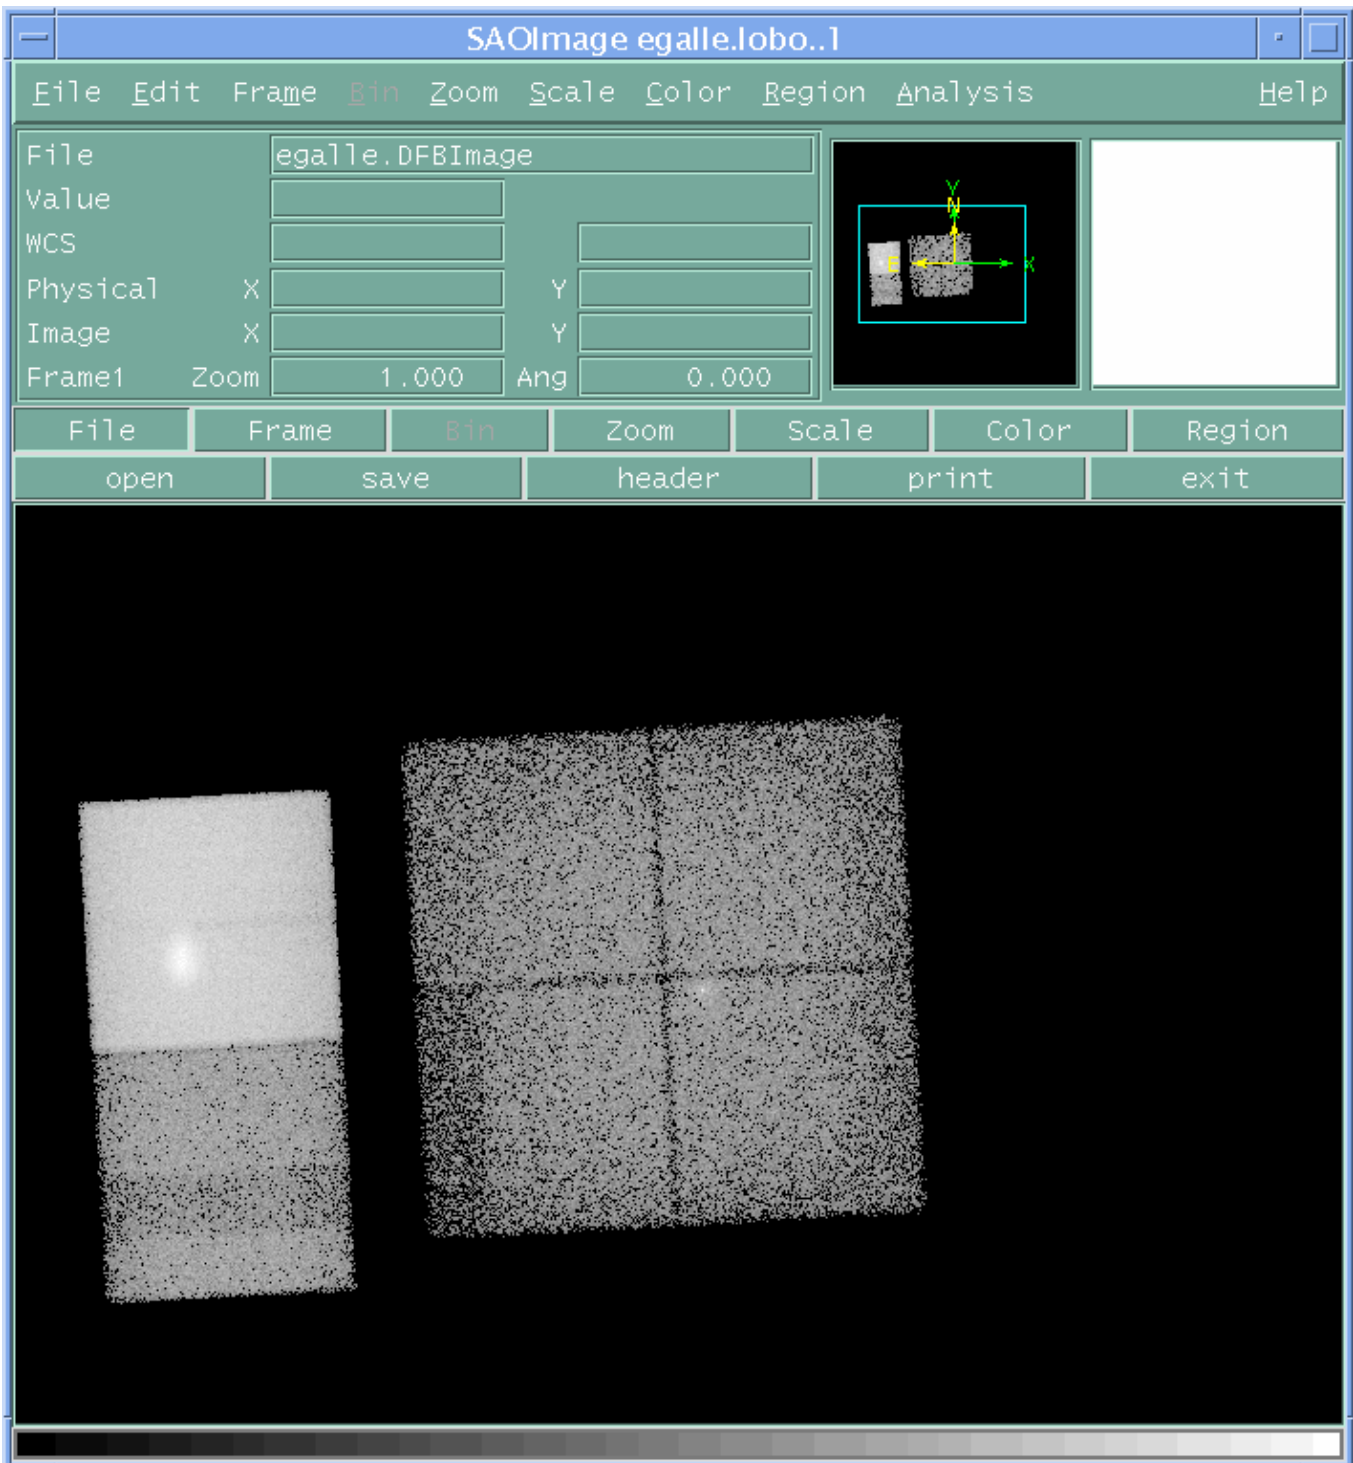 SAOImage egalle.lobo..1
File Edit Frame Bin Zoom Scale Color Region Analysis Help
File egalle.DFBImage
Value
WCS
Physical X Y
Image X Y
Frame1 Zoom 1.000 Ang 0.000
Y
N
E X
File Frame Bin Zoom Scale Color Region
open save header print exit